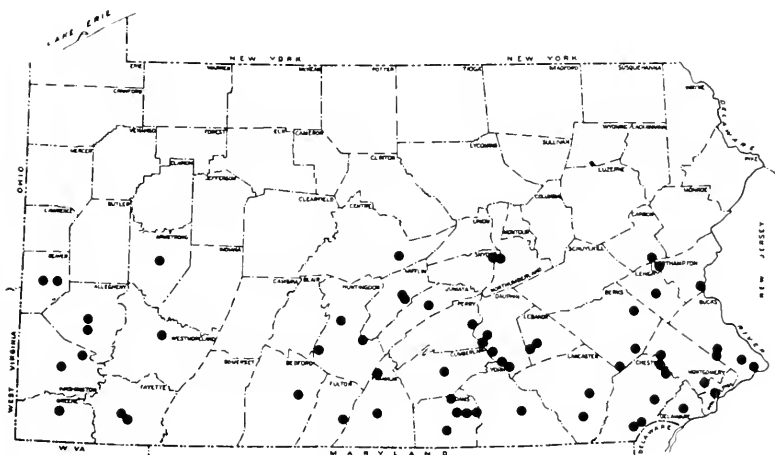 LAKE ERIE
NEW YORK
NEW YORK
ERIE
WARREN
McKEAN
POTTER
TIOGA
BRADFORD
SUSQUEHANNA
CRAWFORD
WAYNE
DELAWARE
VENANGO
FOREST
ELK
CAMERON
WYOMING
LACKAWANNA
MERCER
CLARION
JEFFERSON
CLINTON
LYCOMING
SULLIVAN
LUZERNE
PIKE
OHIO
CLEARFIELD
CENTRE
UNION
COLUMBIA
MONTOUR
MONROE
CARBON
LAWRENCE
BUTLER
ARMSTRONG
INDIANA
SNYDER
NORTHUMBERLAND
SCHUYLKILL
NORTHAMPTON
LEHIGH
NEW JERSEY
BEAVER
ALLEGHENY
CAMBRIA
BLAIR
HUNTINGDON
MIFFLIN
JUNIATA
PERRY
DAUPHIN
LEBANON
BERKS
BUCKS
RIVER
WEST VIRGINIA
WESTMORELAND
SOMERSET
BEDFORD
FULTON
FRANKLIN
CUMBERLAND
YORK
LANCASTER
CHESTER
MONTGOMERY
WASHINGTON
GREENE
FAYETTE
ADAMS
DELAWARE
W VA
MARYLAND
DELAWARE